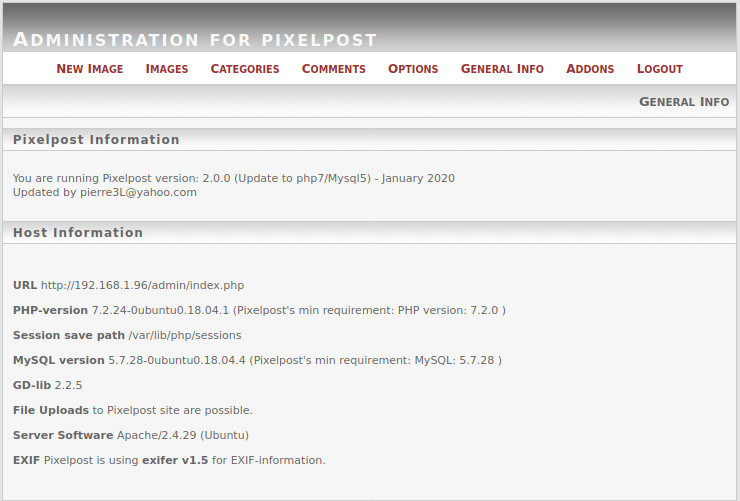 Administration for pixelpost
New Image Images Categories Comments Options General Info Addons Logout
General Info
Pixelpost Information
You are running Pixelpost version: 2.0.0 (Update to php7/Mysql5) - January 2020
Updated by pierre3L@yahoo.com
Host Information
URL http://192.168.1.96/admin/index.php
PHP-version 7.2.24-0ubuntu0.18.04.1 (Pixelpost's min requirement: PHP version: 7.2.0 )
Session save path /var/lib/php/sessions
MySQL version 5.7.28-0ubuntu0.18.04.4 (Pixelpost's min requirement: MySQL: 5.7.28 )
GD-lib 2.2.5
File Uploads to Pixelpost site are possible.
Server Software Apache/2.4.29 (Ubuntu)
EXIF Pixelpost is using exifer v1.5 for EXIF-information.